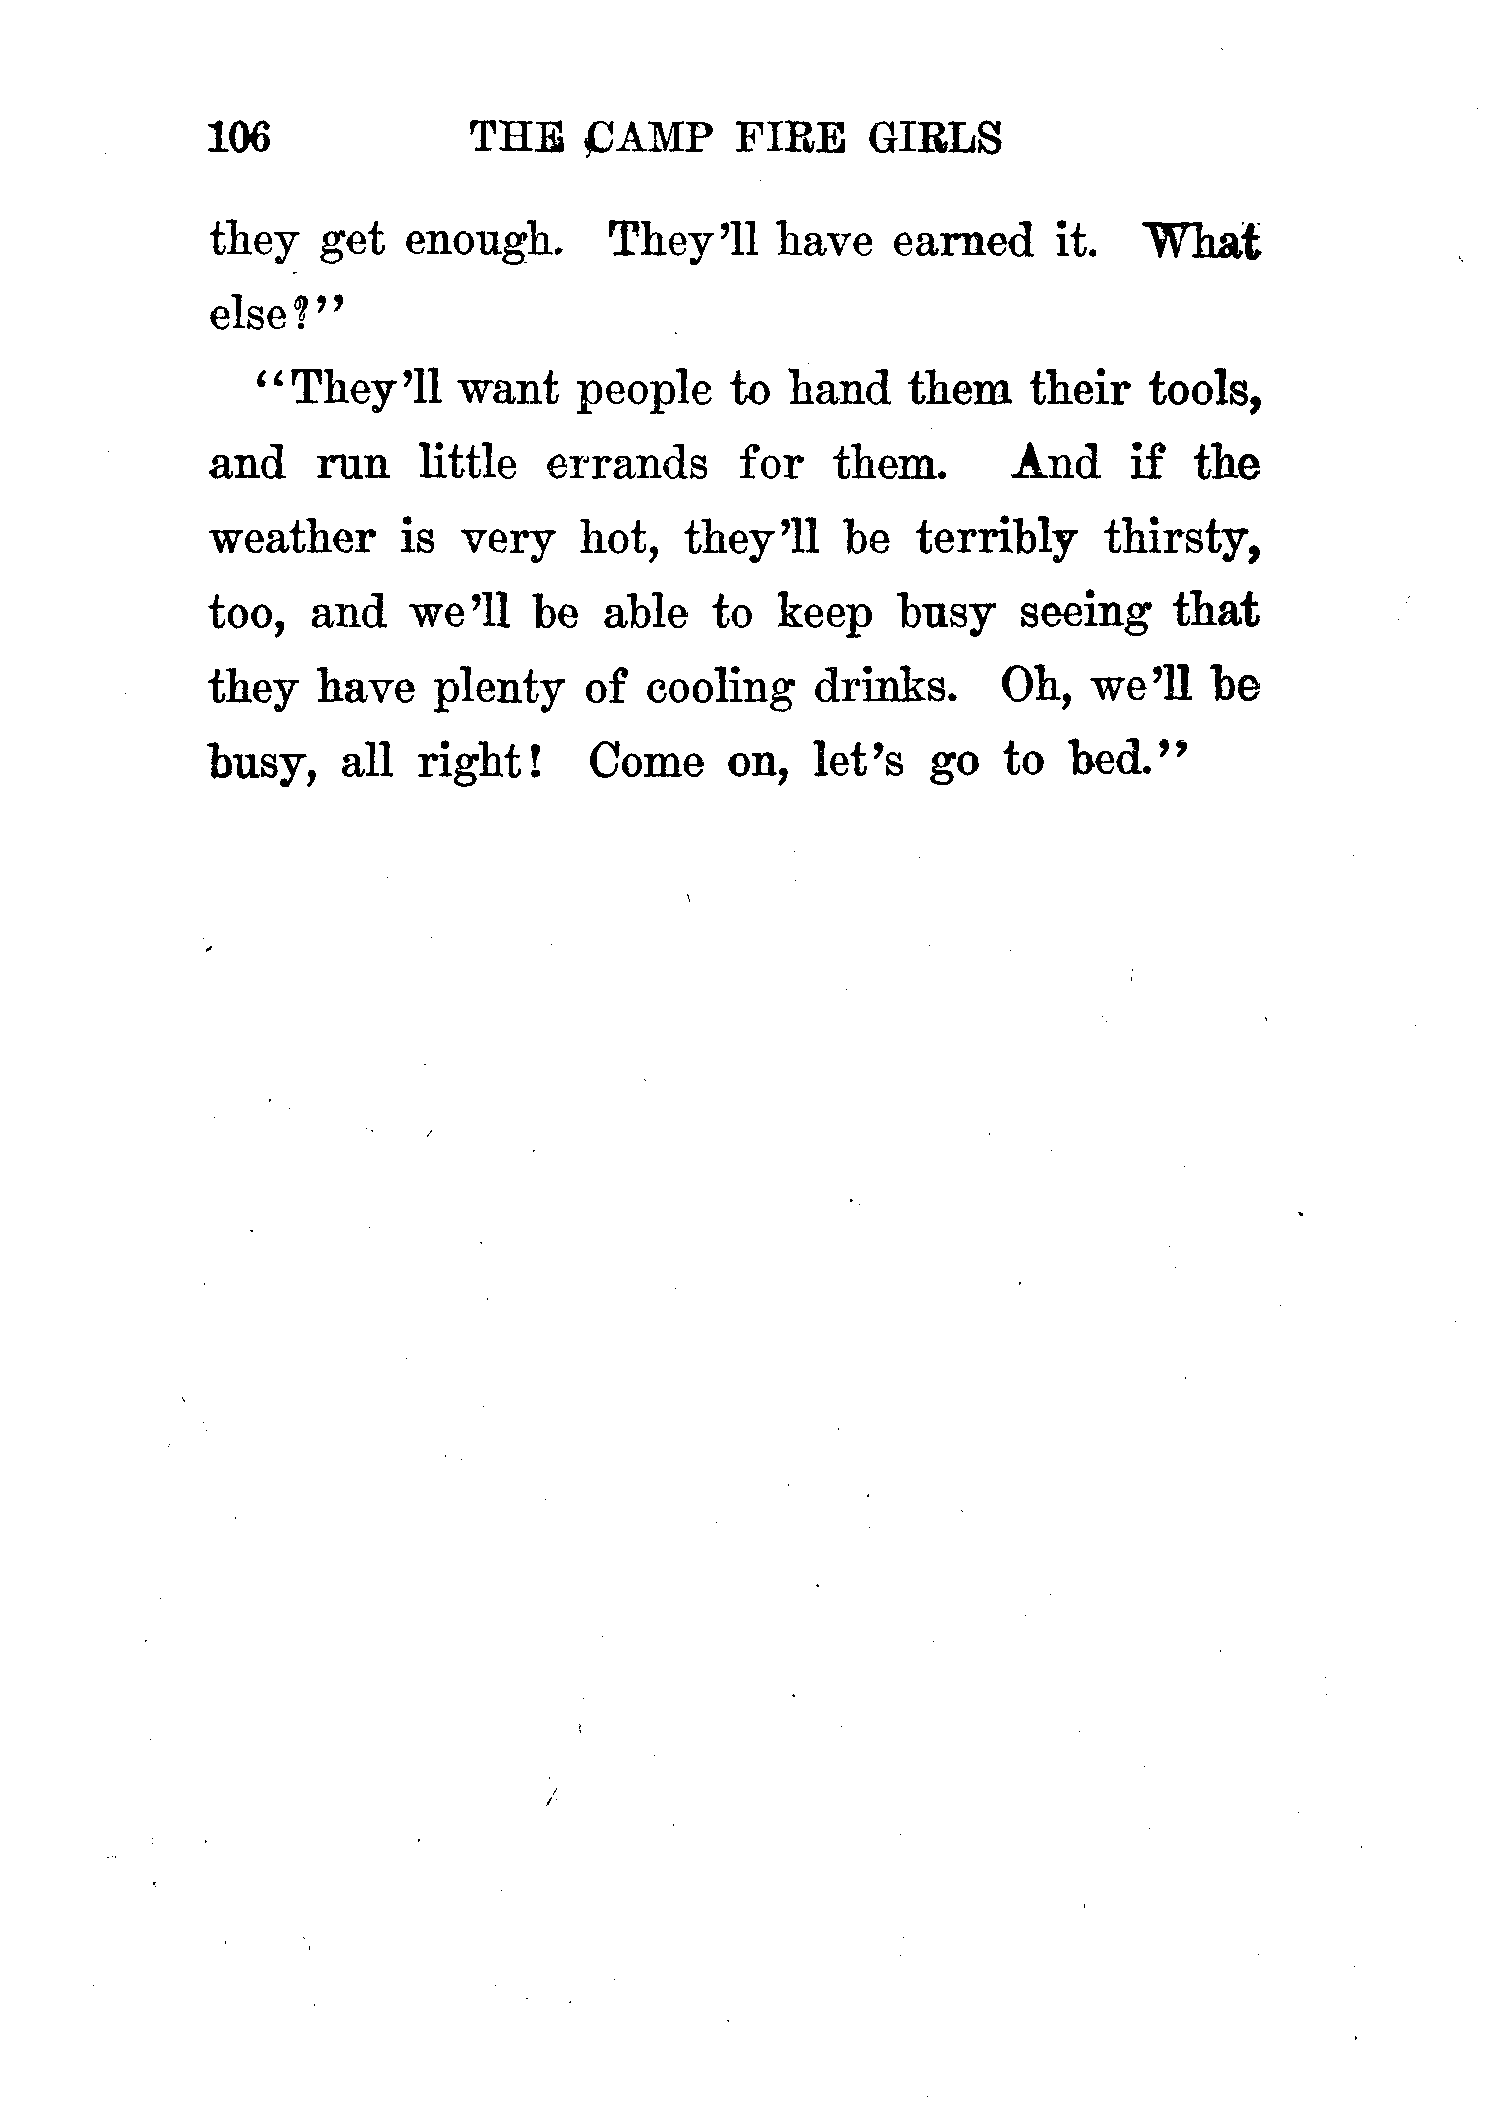 106 THE CAMP FIRE GIRLS
they get enough. They'll have earned it. What
else?"
"They'll want people to hand them their tools,
and run little errands for them. And if the
weather is very hot, they'll be terribly thirsty,
too, and we'll be able to keep busy seeing that
they have plenty of cooling drinks. Oh, we'll be
busy, all right! Come on, let's go to bed."